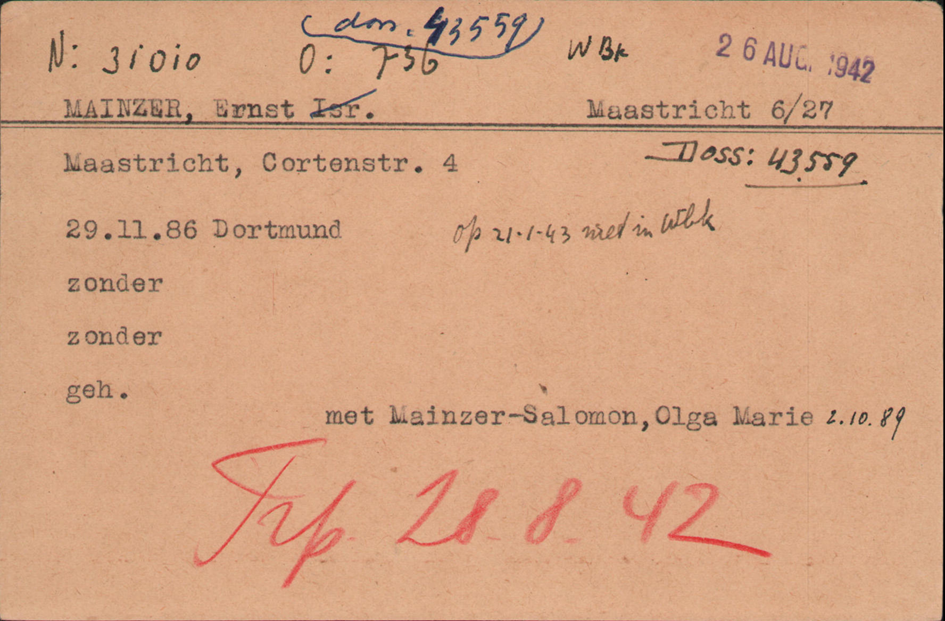 (doss. 43559)
N: 31010 O: 736 WBk 26 AUG. 1942
MAINZER, Ernst Isr. Maastricht 6/27
Maastricht, Cortenstr. 4 Doss: 43559
29.11.86 Dortmund op 21-1-43 niet in Wbk
zonder
zonder
geh.
met Mainzer-Salomon, Olga Marie 2.10.89
Trp. 28.8.42